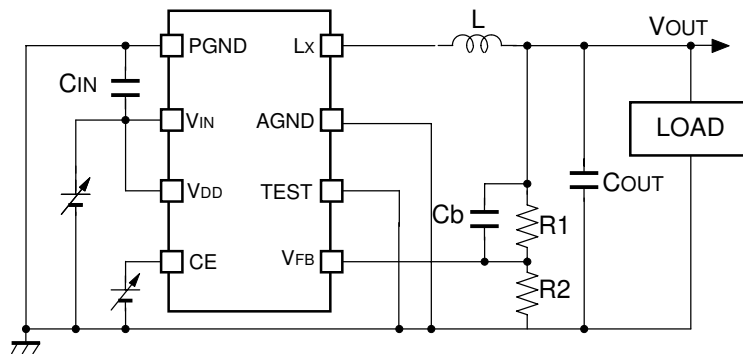 L
VOUT
PGND
LX
CIN
VIN
AGND
LOAD
VDD
TEST
COUT
Cb
R1
CE
VFB
R2